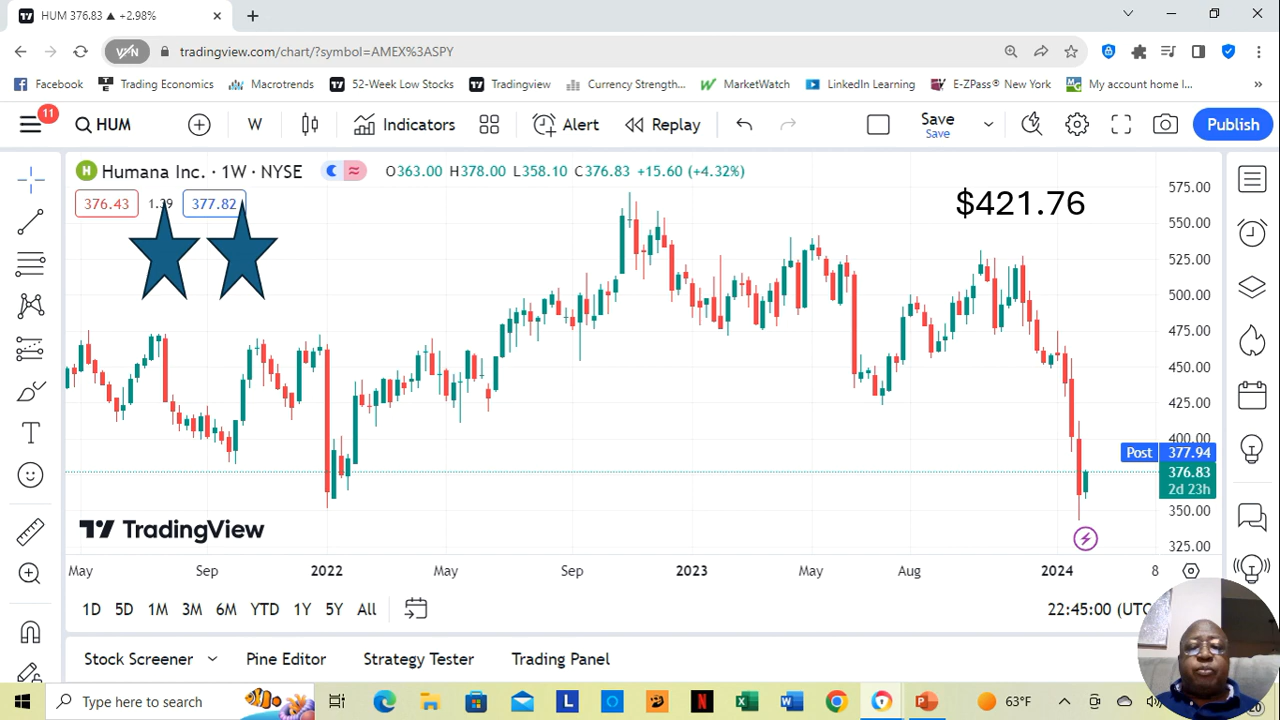 HUM 376.83 ▲ +2.98%
tradingview.com/chart/?symbol=AMEX%3ASPY
Facebook Trading Economics Macrotrends 52-Week Low Stocks Tradingview Currency Strength... MarketWatch LinkedIn Learning E-ZPass® New York My account home l... »
11
HUM W Indicators Alert Replay Save Publish
Save
H Humana Inc. · 1W · NYSE O363.00 H378.00 L358.10 C376.83 +15.60 (+4.32%)
376.43 377.82
$421.76
575.00
550.00
525.00
500.00
475.00
450.00
425.00
400.00
Post 377.94
376.83
2d 23h
350.00
325.00
TradingView
May Sep 2022 May Sep 2023 May Aug 2024 8
1D 5D 1M 3M 6M YTD 1Y 5Y All 22:45:00
Stock Screener Pine Editor Strategy Tester Trading Panel
Type here to search 63°F